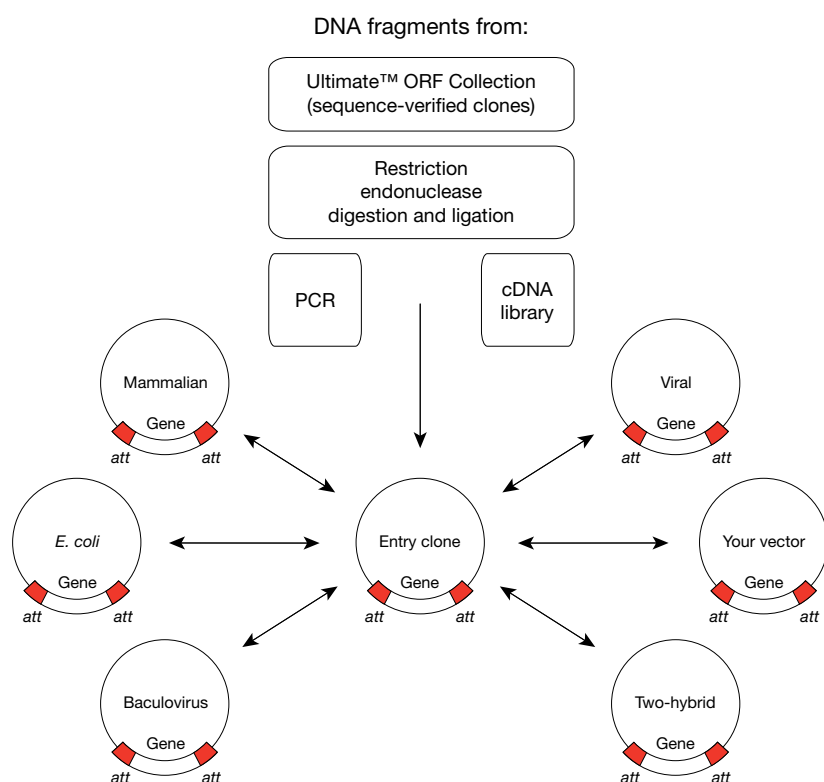 DNA fragments from:
Ultimate™ ORF Collection
(sequence-verified clones)
Restriction
endonuclease
digestion and ligation
PCR
cDNA
library
Mammalian
Gene
att
att
Viral
Gene
att
att
E. coli
Gene
att
att
Entry clone
Gene
att
att
Your vector
Gene
att
att
Baculovirus
Gene
att
att
Two-hybrid
Gene
att
att